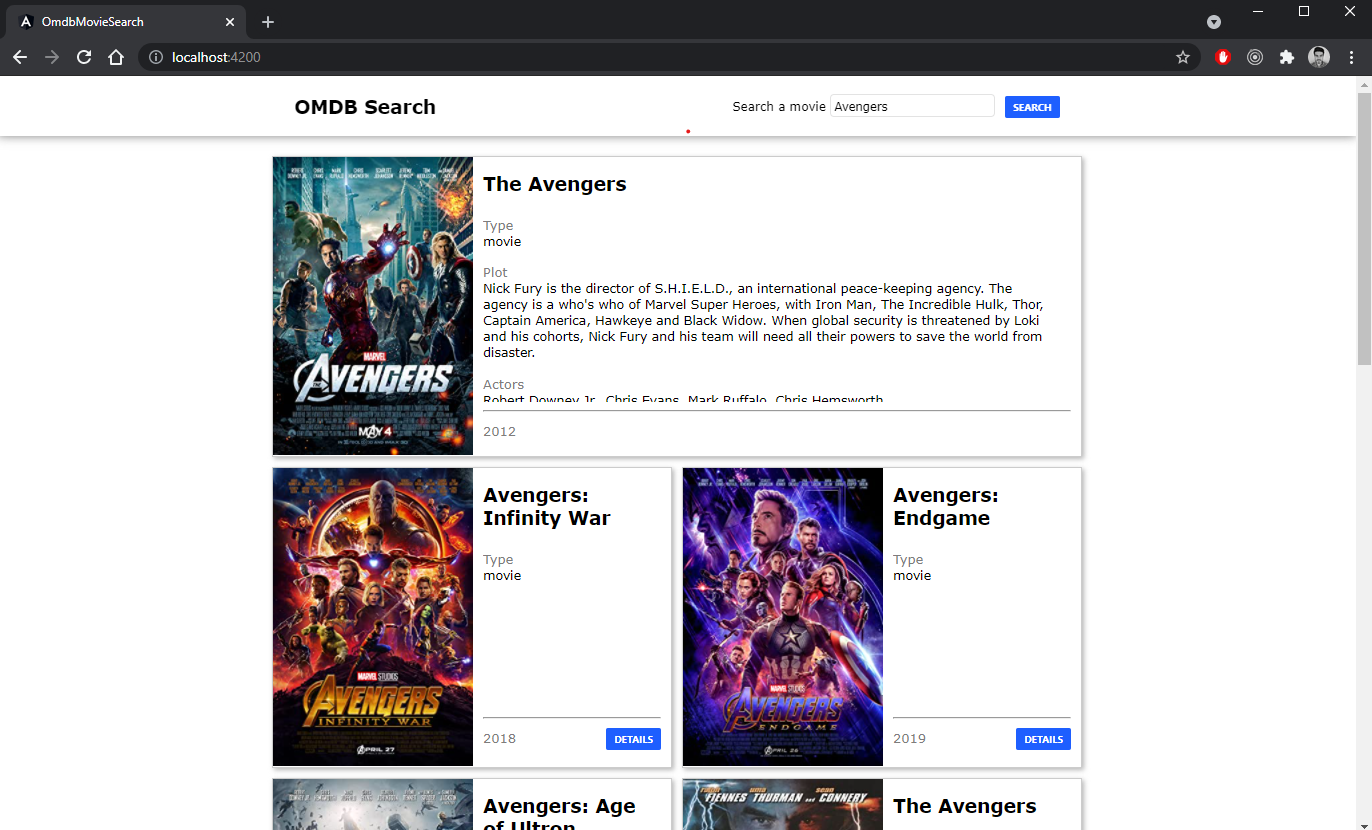 OmdbMovieSearch
localhost:4200
OMDB Search
Search a movie
Avengers
SEARCH
MARVEL
THE
AVENGERS
MAY 4
The Avengers
Type
movie
Plot
Nick Fury is the director of S.H.I.E.L.D., an international peace-keeping agency. The
agency is a who's who of Marvel Super Heroes, with Iron Man, The Incredible Hulk, Thor,
Captain America, Hawkeye and Black Widow. When global security is threatened by Loki
and his cohorts, Nick Fury and his team will need all their powers to save the world from
disaster.
Actors
Robert Downey Jr., Chris Evans, Mark Ruffalo, Chris Hemsworth
2012
MARVEL STUDIOS
AVENGERS
INFINITY WAR
APRIL 27
Avengers:
Infinity War
Type
movie
2018
DETAILS
MARVEL STUDIOS
AVENGERS
ENDGAME
APRIL 26
Avengers:
Endgame
Type
movie
2019
DETAILS
Avengers: Age
of Ultron
FIENNES THURMAN AND CONNERY
The Avengers